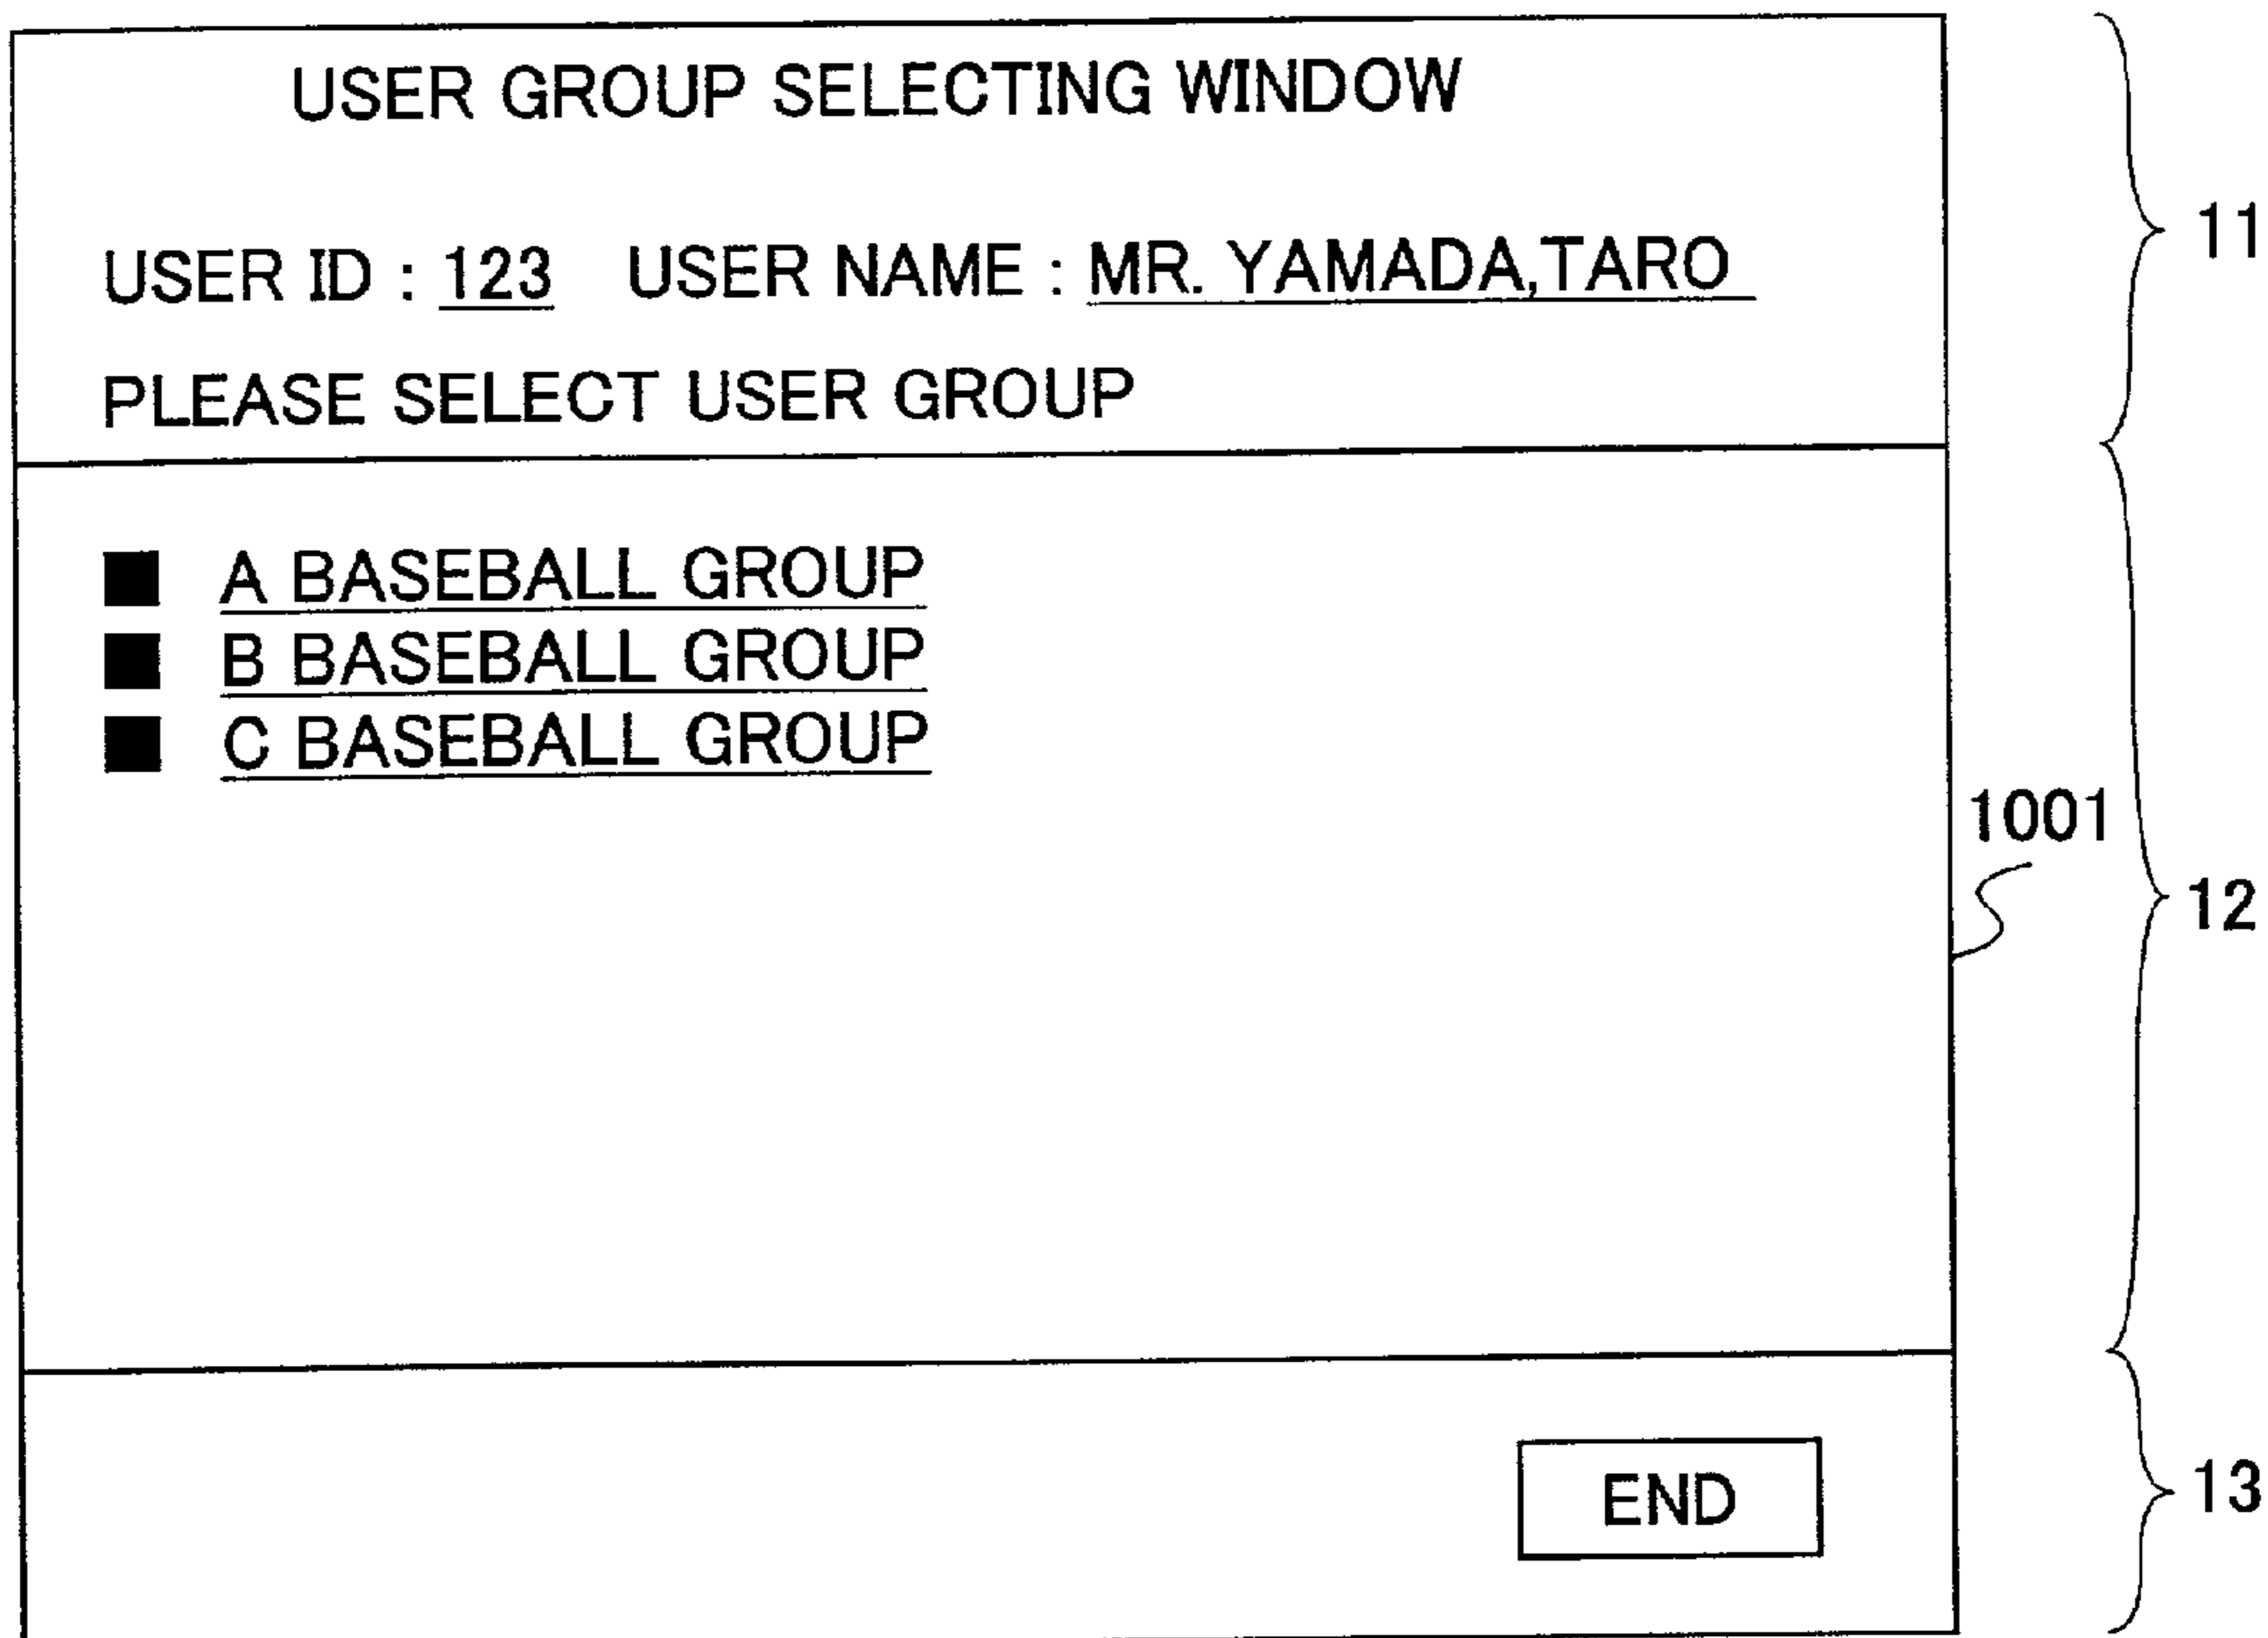 USER GROUP SELECTING WINDOW
11
USER ID : 123 USER NAME : MR. YAMADA,TARO
PLEASE SELECT USER GROUP
■ A BASEBALL GROUP
■ B BASEBALL GROUP
■ C BASEBALL GROUP
1001
12
END
13